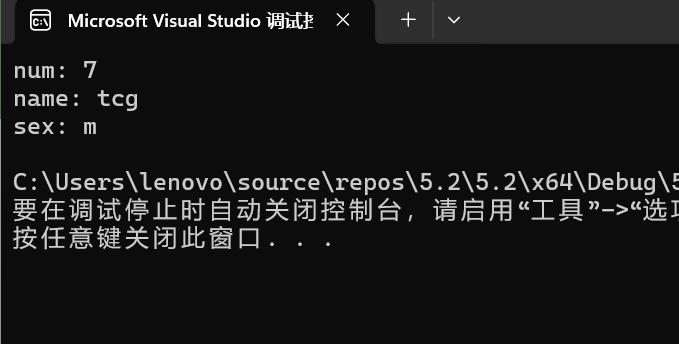 Microsoft Visual Studio 调试控
num: 7
name: tcg
sex: m
C:\Users\lenovo\source\repos\5.2\5.2\x64\Debug\5
要在调试停止时自动关闭控制台，请启用“工具”->“选项
按任意键关闭此窗口. . .